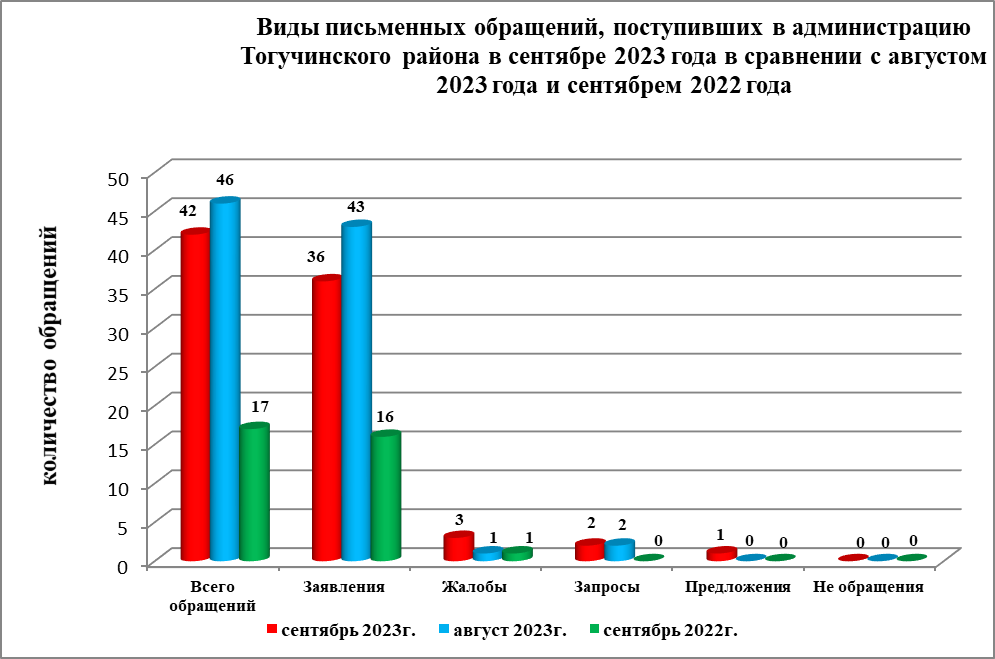 Виды письменных обращений, поступивших в администрацию
Тогучинского района в сентябре 2023 года в сравнении с августом
2023 года и сентябрем 2022 года
количество обращений
50
45
40
35
30
25
20
15
10
5
0
42 46 17
36 43 16
3 1 1
2 2 0
1 0 0
0 0 0
Всего
обращений
Заявления
Жалобы
Запросы
Предложения
Не обращения
сентябрь 2023г. август 2023г. сентябрь 2022г.